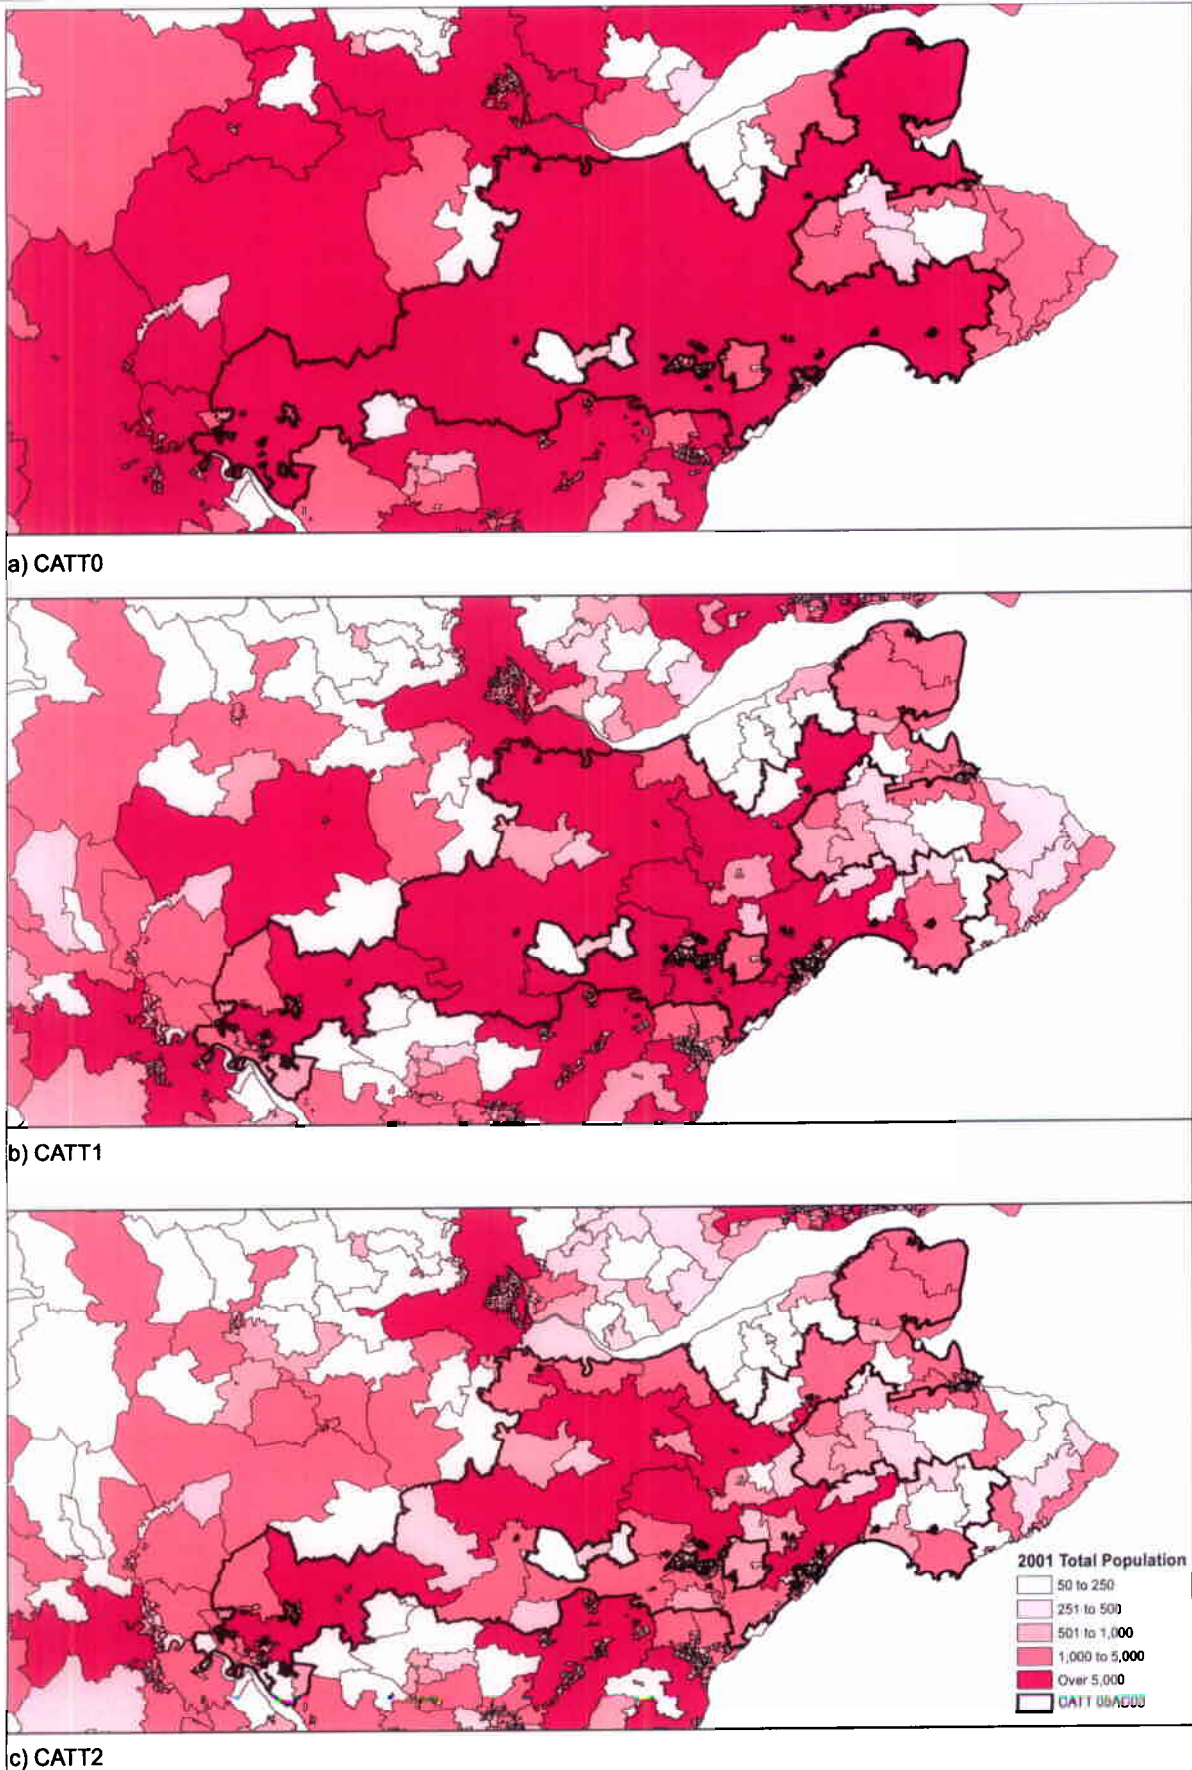 a) CATT0
b) CATT1
2001 Total Population
50 to 250
251 to 500
501 to 1,000
1,000 to 5,000
Over 5,000
CATT
c) CATT2